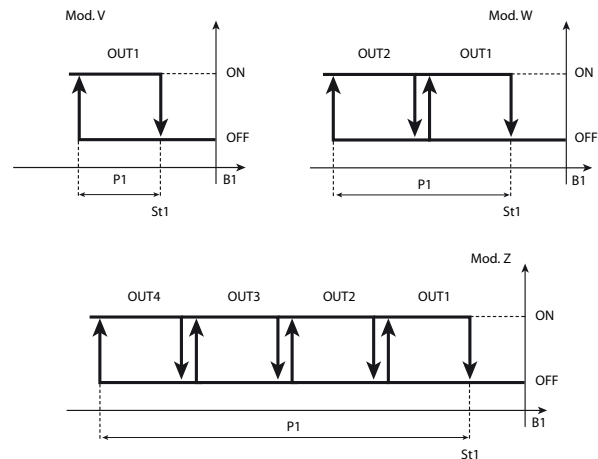 Mod. V
OUT1
ON
OFF
P1
B1
St1
Mod. W
OUT2 OUT1
ON
OFF
P1
B1
St1
Mod. Z
OUT4 OUT3 OUT2 OUT1
ON
OFF
P1
B1
St1